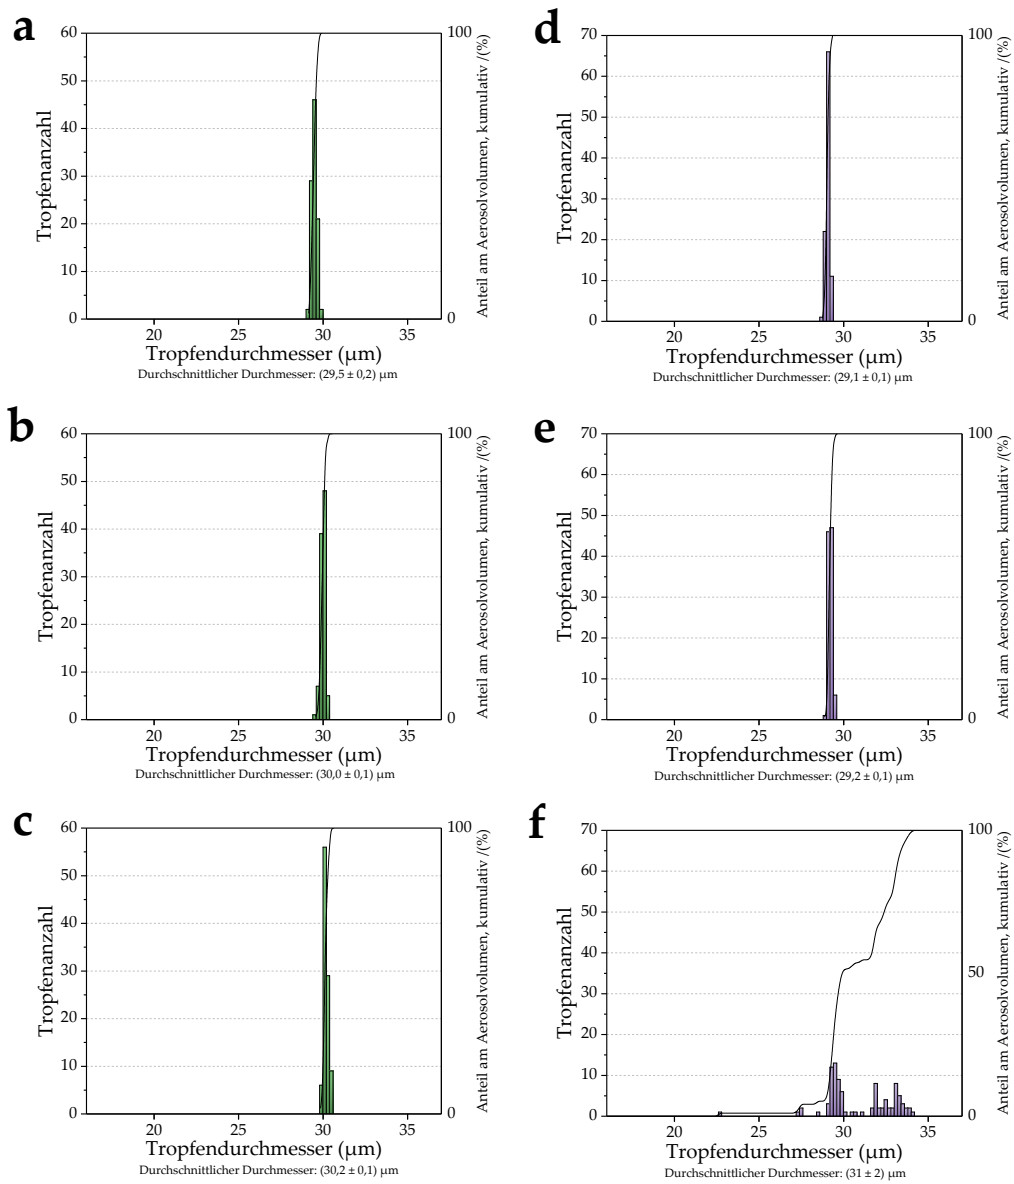 a
60
50
40
30
20
10
0
Tropfenanzahl
100
0
Anteil am Aerosolvolumen, kumulativ /(%)
20 25 30 35
Tropfendurchmesser (µm)
Durchschnittlicher Durchmesser: (29,5 ± 0,2) µm
d
70
60
50
40
30
20
10
0
Tropfenanzahl
100
0
Anteil am Aerosolvolumen, kumulativ /(%)
20 25 30 35
Tropfendurchmesser (µm)
Durchschnittlicher Durchmesser: (29,1 ± 0,1) µm
b
60
50
40
30
20
10
0
Tropfenanzahl
100
0
Anteil am Aerosolvolumen, kumulativ /(%)
20 25 30 35
Tropfendurchmesser (µm)
Durchschnittlicher Durchmesser: (30,0 ± 0,1) µm
e
70
60
50
40
30
20
10
0
Tropfenanzahl
100
0
Anteil am Aerosolvolumen, kumulativ /(%)
20 25 30 35
Tropfendurchmesser (µm)
Durchschnittlicher Durchmesser: (29,2 ± 0,1) µm
c
60
50
40
30
20
10
0
Tropfenanzahl
100
0
Anteil am Aerosolvolumen, kumulativ /(%)
20 25 30 35
Tropfendurchmesser (µm)
Durchschnittlicher Durchmesser: (30,2 ± 0,1) µm
f
70
60
50
40
30
20
10
0
Tropfenanzahl
100
50
0
Anteil am Aerosolvolumen, kumulativ /(%)
20 25 30 35
Tropfendurchmesser (µm)
Durchschnittlicher Durchmesser: (31 ± 2) µm